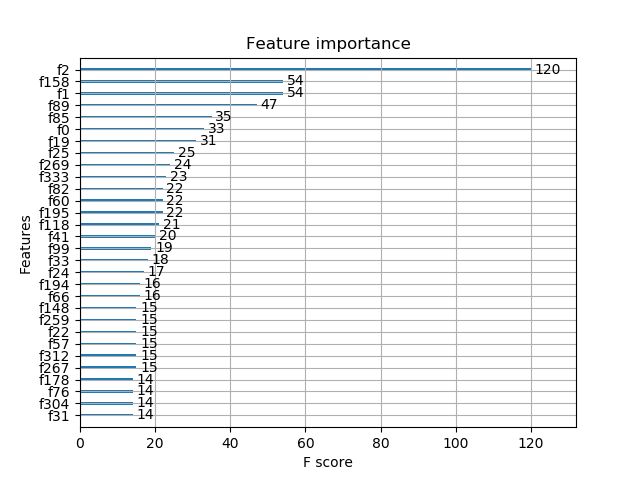 Feature importance
f2 120
f158 54
f1 54
f89 47
f85 35
f0 33
f19 31
f25 25
f269 24
f333 23
f82 22
f60 22
f195 22
f118 21
f41 20
f99 19
f33 18
f24 17
f194 16
f66 16
f148 15
f259 15
f22 15
f57 15
f312 15
f267 15
f178 14
f76 14
f304 14
f31 14
Features
0 20 40 60 80 100 120
F score